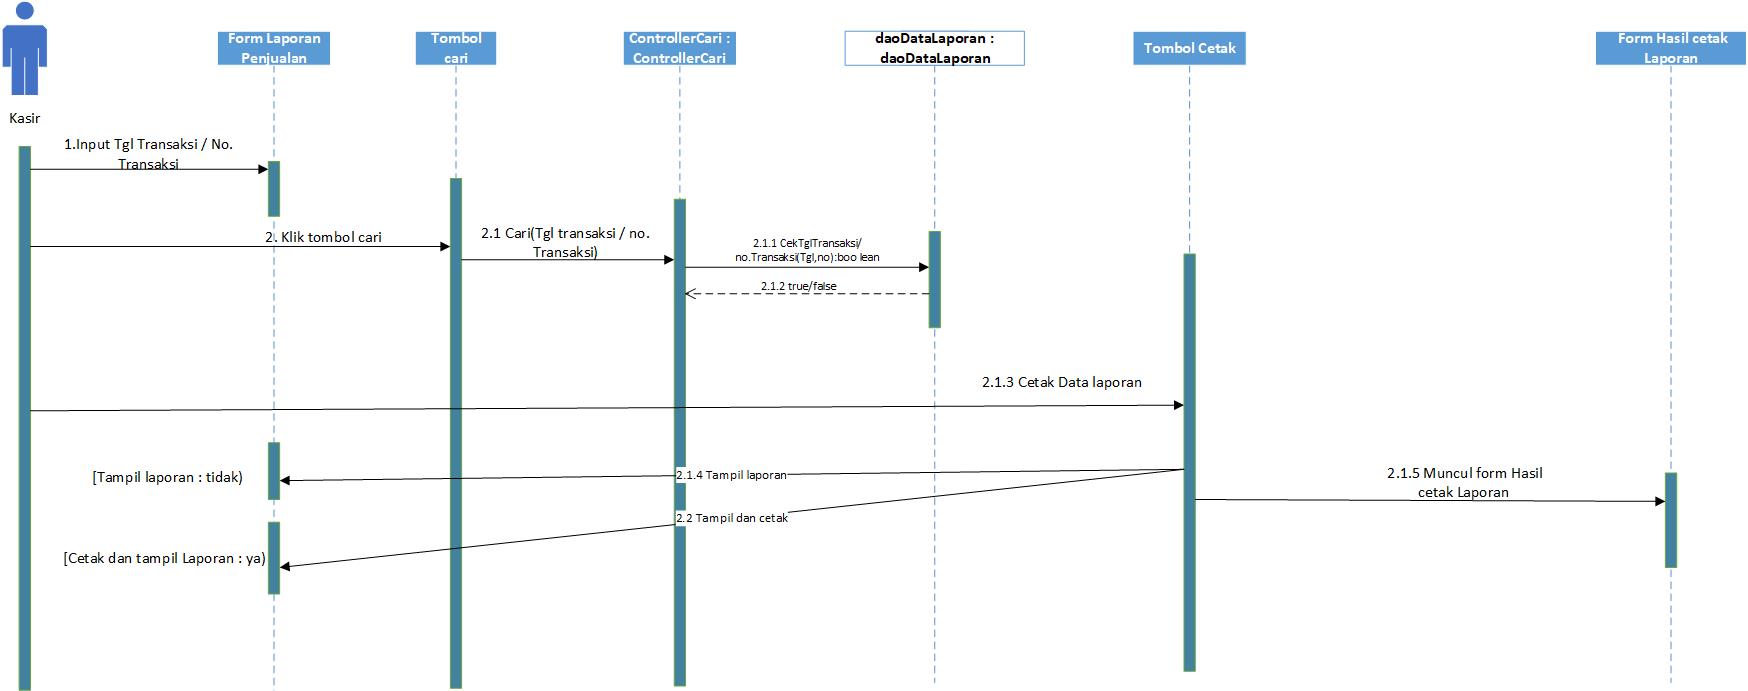 Form Laporan
Penjualan
Tombol
cari
ControllerCari :
ControllerCari
daoDataLaporan :
daoDataLaporan
Tombol Cetak
Form Hasil cetak
Laporan
Kasir
1.Input Tgl Transaksi / No.
Transaksi
2. Klik tombol cari
2.1 Cari(Tgl transaksi / no.
Transaksi)
2.1.1 CekTglTransaksi/
no.Transaksi(Tgl,no):boo lean
2.1.2 true/false
2.1.3 Cetak Data laporan
[Tampil laporan : tidak)
2.1.4 Tampil laporan
2.1.5 Muncul form Hasil
cetak Laporan
2.2 Tampil dan cetak
[Cetak dan tampil Laporan : ya)